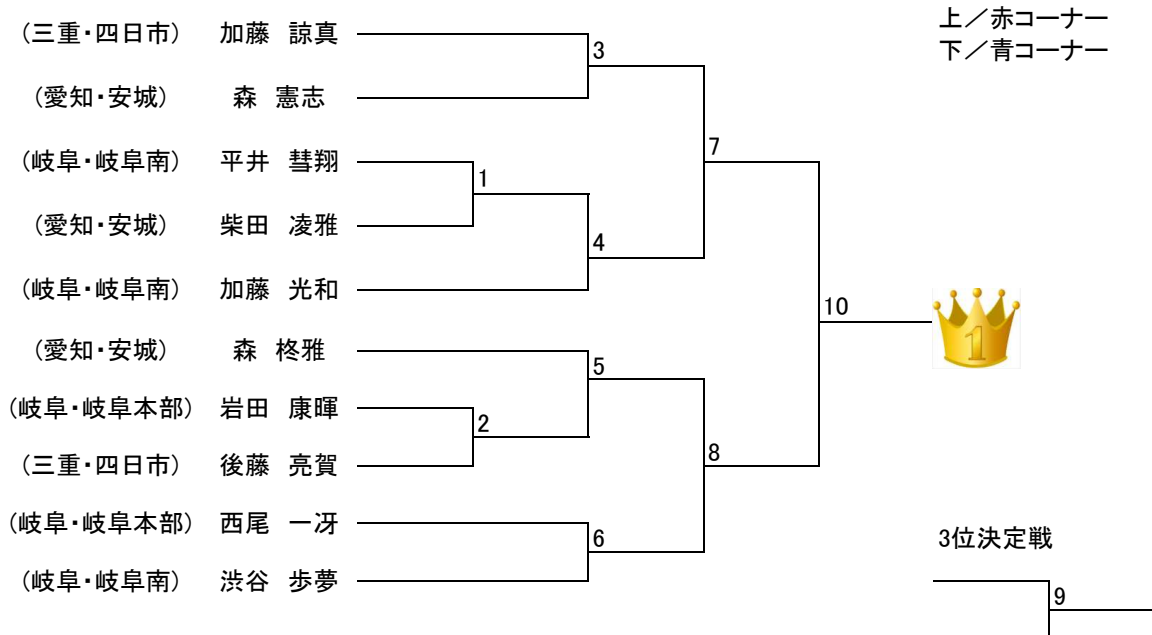 上／赤コーナー
下／青コーナー
(三重・四日市) 加藤 諒真
3
(愛知・安城) 森 憲志
7
(岐阜・岐阜南) 平井 彗翔
1
(愛知・安城) 柴田 凌雅
4
(岐阜・岐阜南) 加藤 光和
10
1
(愛知・安城) 森 柊雅
5
(岐阜・岐阜本部) 岩田 康暉
2
(三重・四日市) 後藤 亮賀
8
(岐阜・岐阜本部) 西尾 一冴
6
3位決定戦
(岐阜・岐阜南) 渋谷 歩夢
9